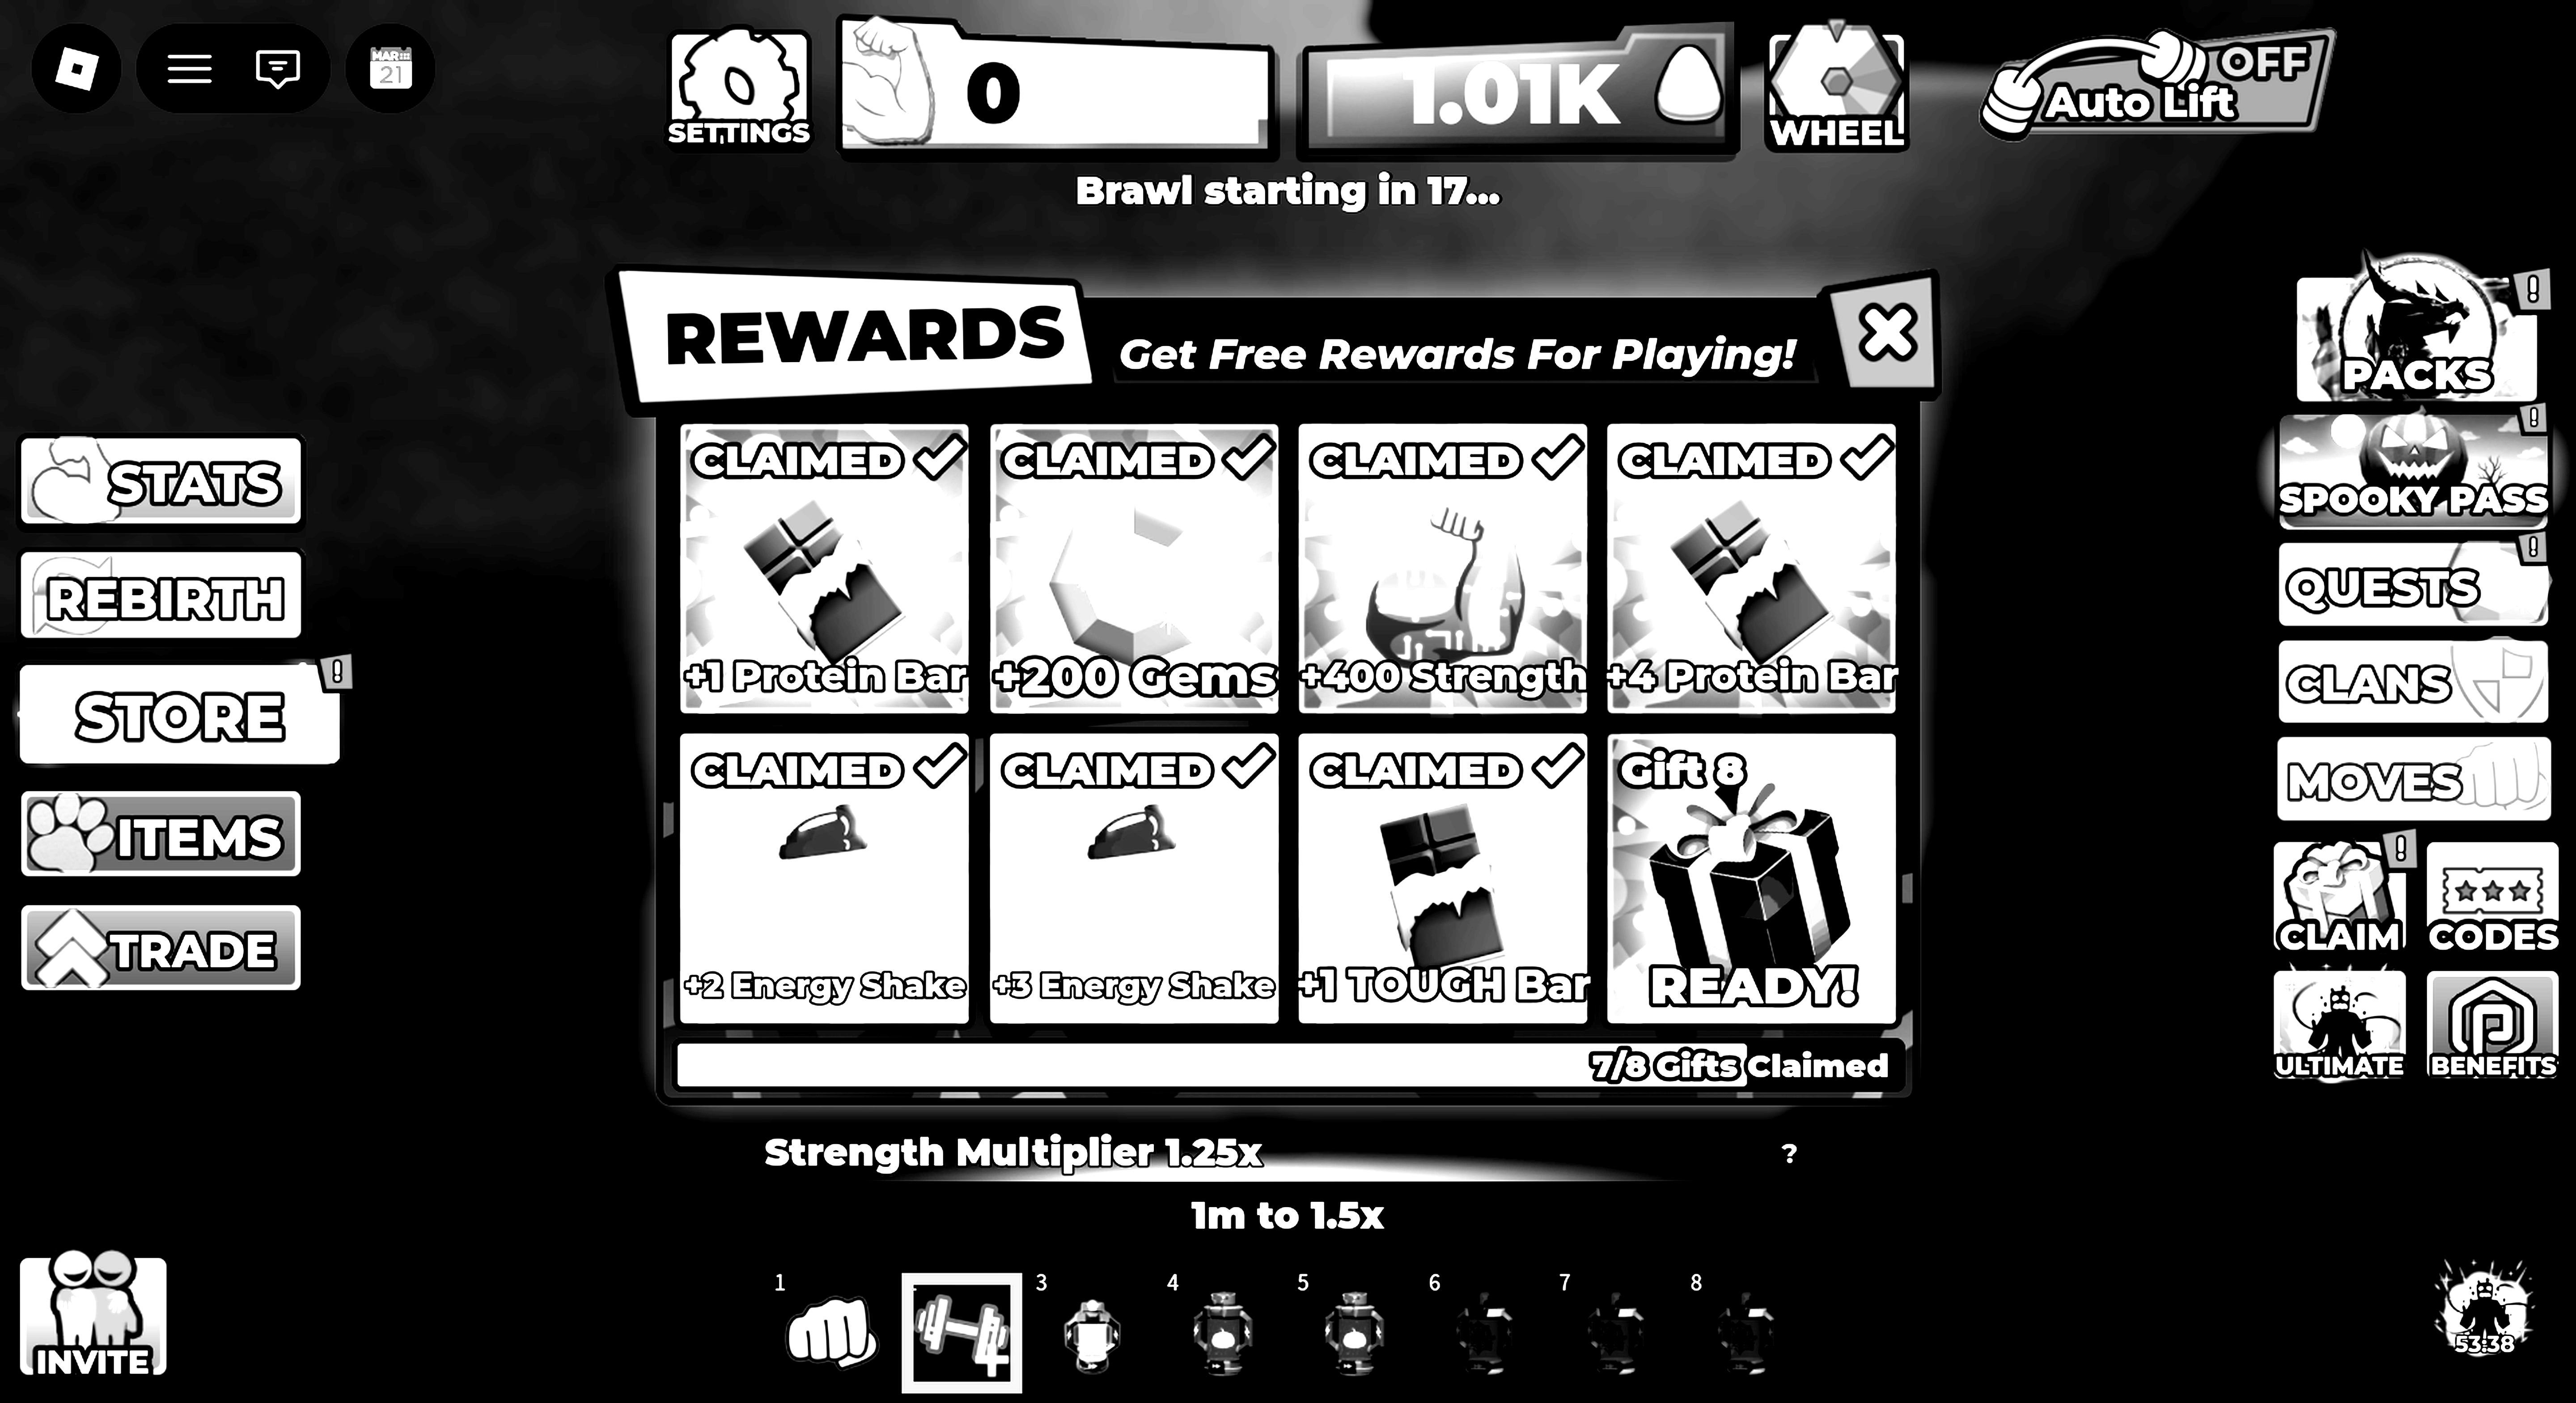 MAR
21
SETTINGS
0
1.01K
WHEEL
OFF
Auto Lift
Brawl starting in 17...
REWARDS
Get Free Rewards For Playing!
CLAIMED
+1 Protein Bar
CLAIMED
+200 Gems
CLAIMED
+400 Strength
CLAIMED
+4 Protein Bar
CLAIMED
+2 Energy Shake
CLAIMED
+3 Energy Shake
CLAIMED
+1 TOUGH Bar
Gift 8
READY!
7/8 Gifts Claimed
STATS
REBIRTH
STORE
!
ITEMS
TRADE
!
PACKS
!
SPOOKY PASS
!
QUESTS
CLANS
MOVES
!
CLAIM
CODES
ULTIMATE
BENEFITS
Strength Multiplier 1.25x
?
1m to 1.5x
1
3
4
5
6
7
8
INVITE
53:38